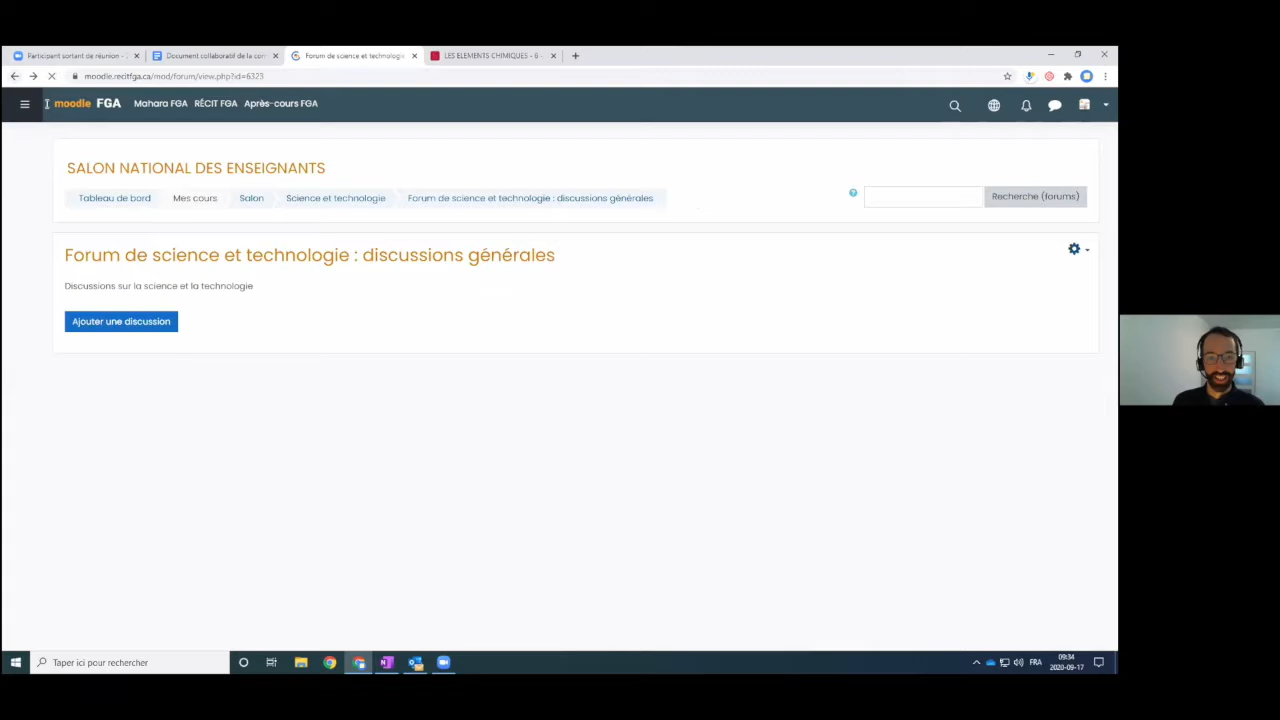 Participant sortant de réunion - Z
Document collaboratif de la com
Forum de science et technologie
LES ELEMENTS CHIMIQUES - 6 -
moodle.recitfga.ca/mod/forum/view.php?id=6323
moodle FGA Mahara FGA RÉCIT FGA Après-cours FGA
SALON NATIONAL DES ENSEIGNANTS
Tableau de bord Mes cours Salon Science et technologie Forum de science et technologie : discussions générales
Recherche (forums)
Forum de science et technologie : discussions générales
Discussions sur la science et la technologie
Ajouter une discussion
Taper ici pour rechercher
FRA
09:34
2020-09-17